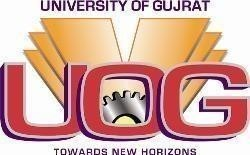 UNIVERSITY OF GUJRAT
UOG
TOWARDS NEW HORIZONS